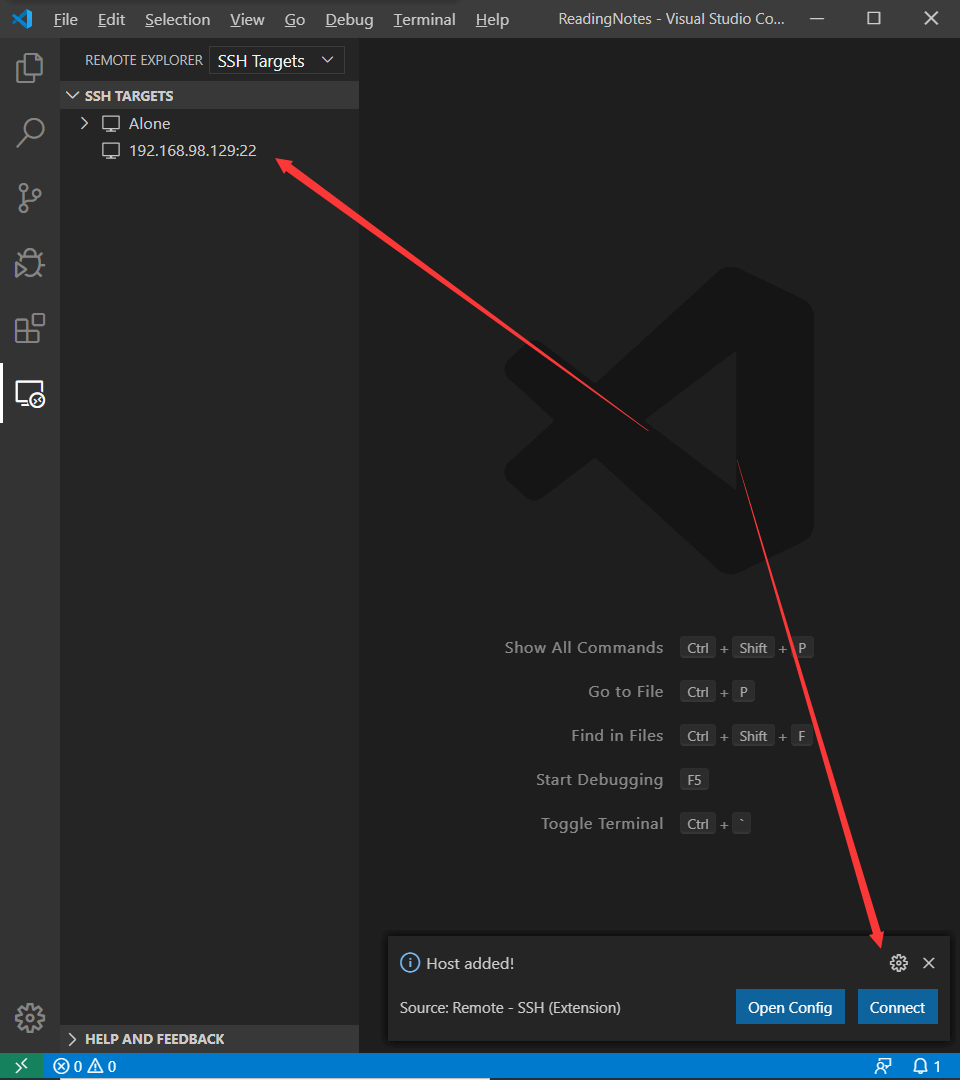 File Edit Selection View Go Debug Terminal Help ReadingNotes - Visual Studio Co...
REMOTE EXPLORER SSH Targets
SSH TARGETS
Alone
192.168.98.129:22
Show All Commands Ctrl + Shift + P
Go to File Ctrl + P
Find in Files Ctrl + Shift + F
Start Debugging F5
Toggle Terminal Ctrl + `
Host added!
Source: Remote - SSH (Extension) Open Config Connect
HELP AND FEEDBACK
0 0 1